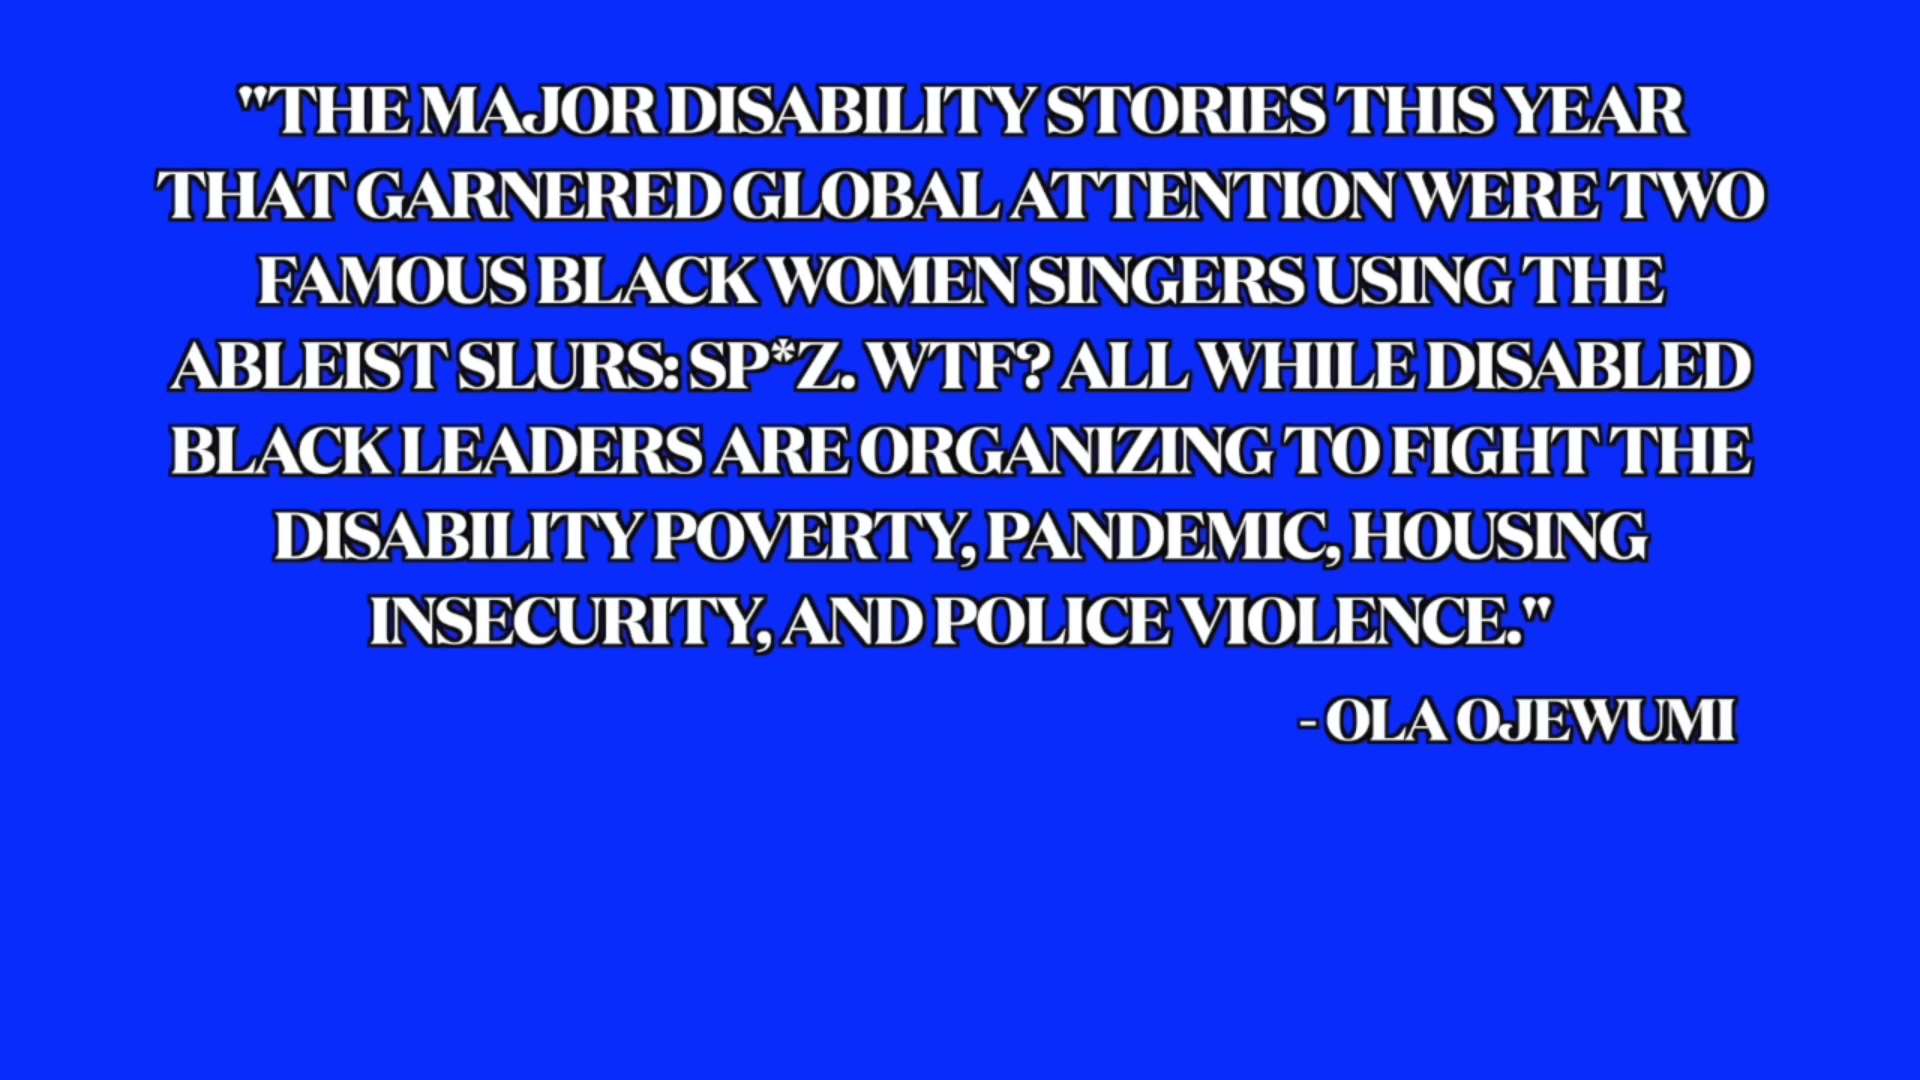 "THE MAJOR DISABILITY STORIES THIS YEAR
THAT GARNERED GLOBAL ATTENTION WERE TWO
FAMOUS BLACK WOMEN SINGERS USING THE
ABLEIST SLURS: SP*Z. WTF? ALL WHILE DISABLED
BLACK LEADERS ARE ORGANIZING TO FIGHT THE
DISABILITY POVERTY, PANDEMIC, HOUSING
INSECURITY, AND POLICE VIOLENCE."
- OLA OJEWUMI